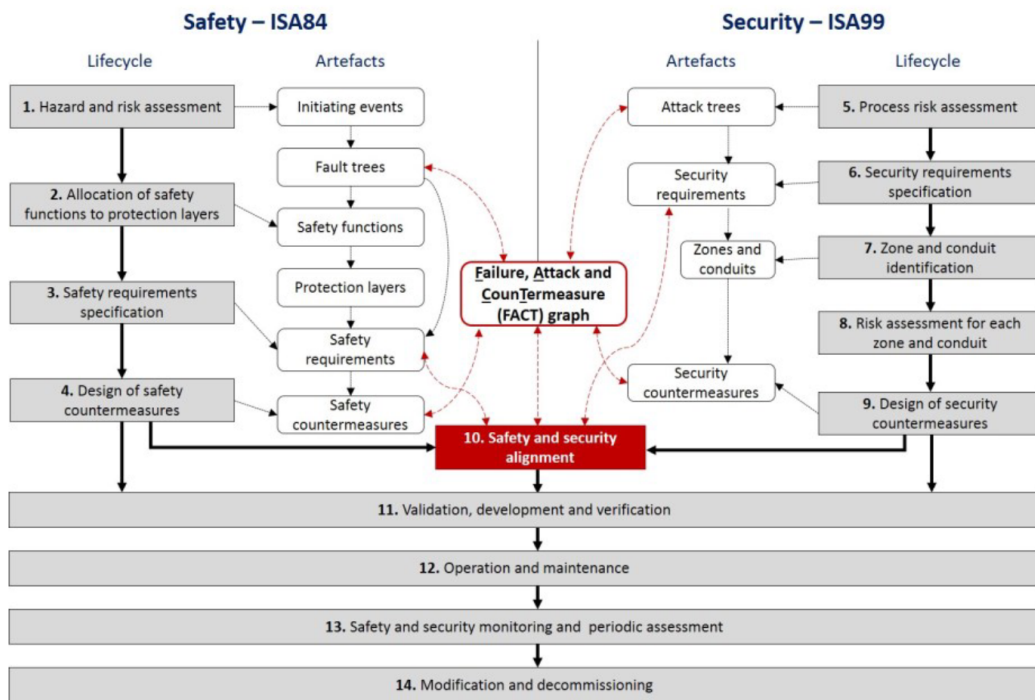 Safety – ISA84
Security – ISA99
Lifecycle
Artefacts
Artefacts
Lifecycle
1. Hazard and risk assessment
Initiating events
Attack trees
5. Process risk assessment
Fault trees
2. Allocation of safety
functions to protection layers
Safety functions
Security
requirements
6. Security requirements
specification
Zones and
conduits
7. Zone and conduit
identification
3. Safety requirements
specification
Protection layers
Failure, Attack and
CounTermeasure
(FACT) graph
Safety
requirements
8. Risk assessment for each
zone and conduit
4. Design of safety
countermeasures
Safety
countermeasures
Security
countermeasures
9. Design of security
countermeasures
10. Safety and security
alignment
11. Validation, development and verification
12. Operation and maintenance
13. Safety and security monitoring and periodic assessment
14. Modification and decommissioning